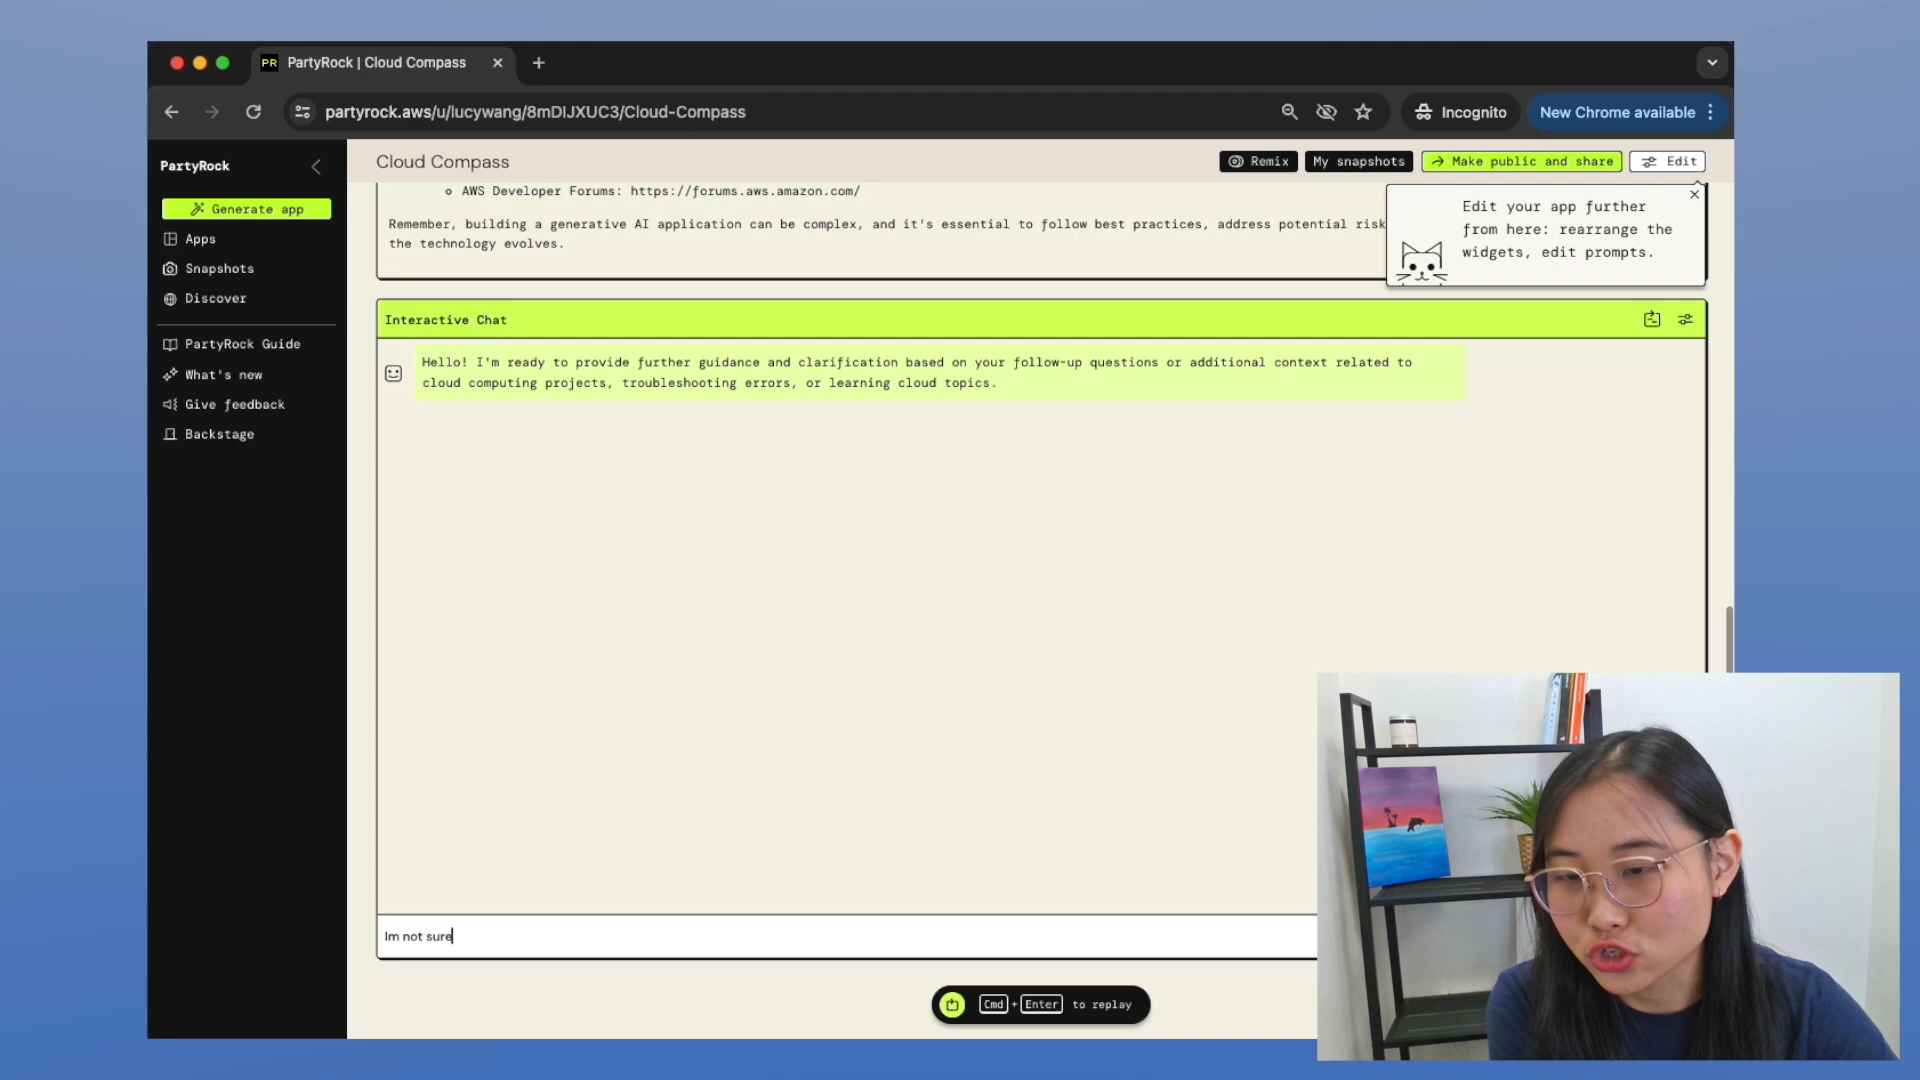 PR PartyRock | Cloud Compass
partyrock.aws/u/lucywang/8mDIJXUC3/Cloud-Compass
Incognito
New Chrome available
PartyRock
Generate app
Apps
Snapshots
Discover
PartyRock Guide
What's new
Give feedback
Backstage
Cloud Compass
Remix
My snapshots
Make public and share
Edit
AWS Developer Forums: https://forums.aws.amazon.com/
Remember, building a generative AI application can be complex, and it's essential to follow best practices, address potential risk
the technology evolves.
Edit your app further
from here: rearrange the
widgets, edit prompts.
Interactive Chat
Hello! I'm ready to provide further guidance and clarification based on your follow-up questions or additional context related to
cloud computing projects, troubleshooting errors, or learning cloud topics.
Im not sure
Cmd + Enter to replay